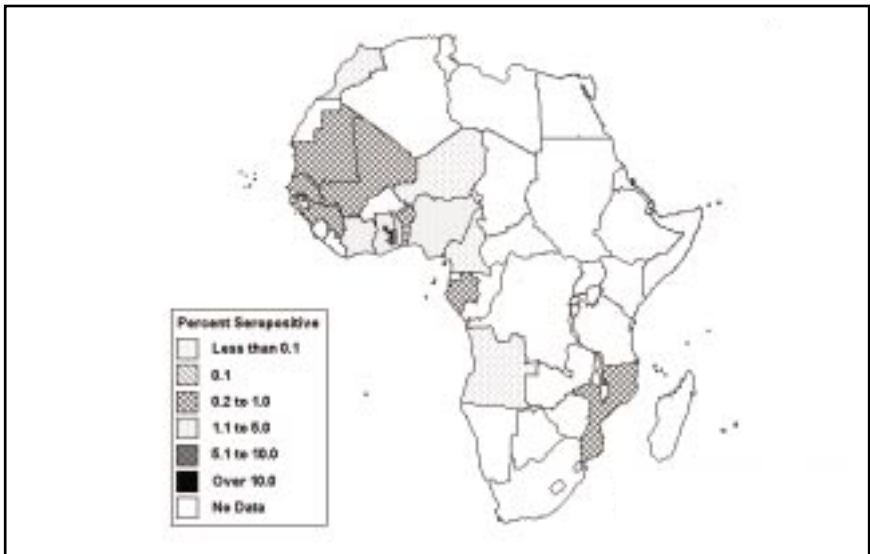 Percent Seropositive
Less than 0.1
0.1
0.2 to 1.0
1.1 to 5.0
5.1 to 10.0
Over 10.0
No Data